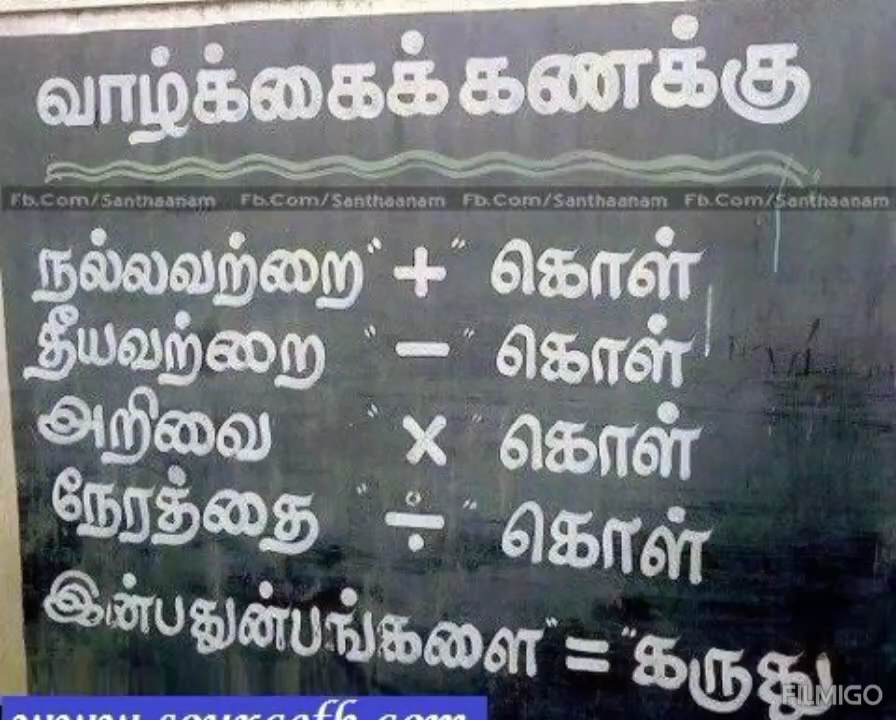 வாழ்க்கைக் கணக்கு
Fb.Com/Santhaanam Fb.Com/Santhaanam Fb.Com/Santhaanam Fb.Com/Santhaanam
நல்லவற்றை " + " கொள்
தீயவற்றை " − " கொள்
அறிவை " × " கொள்
நேரத்தை " ÷ " கொள்
இன்பதுன்பங்களை " = " கருது
FILMIGO